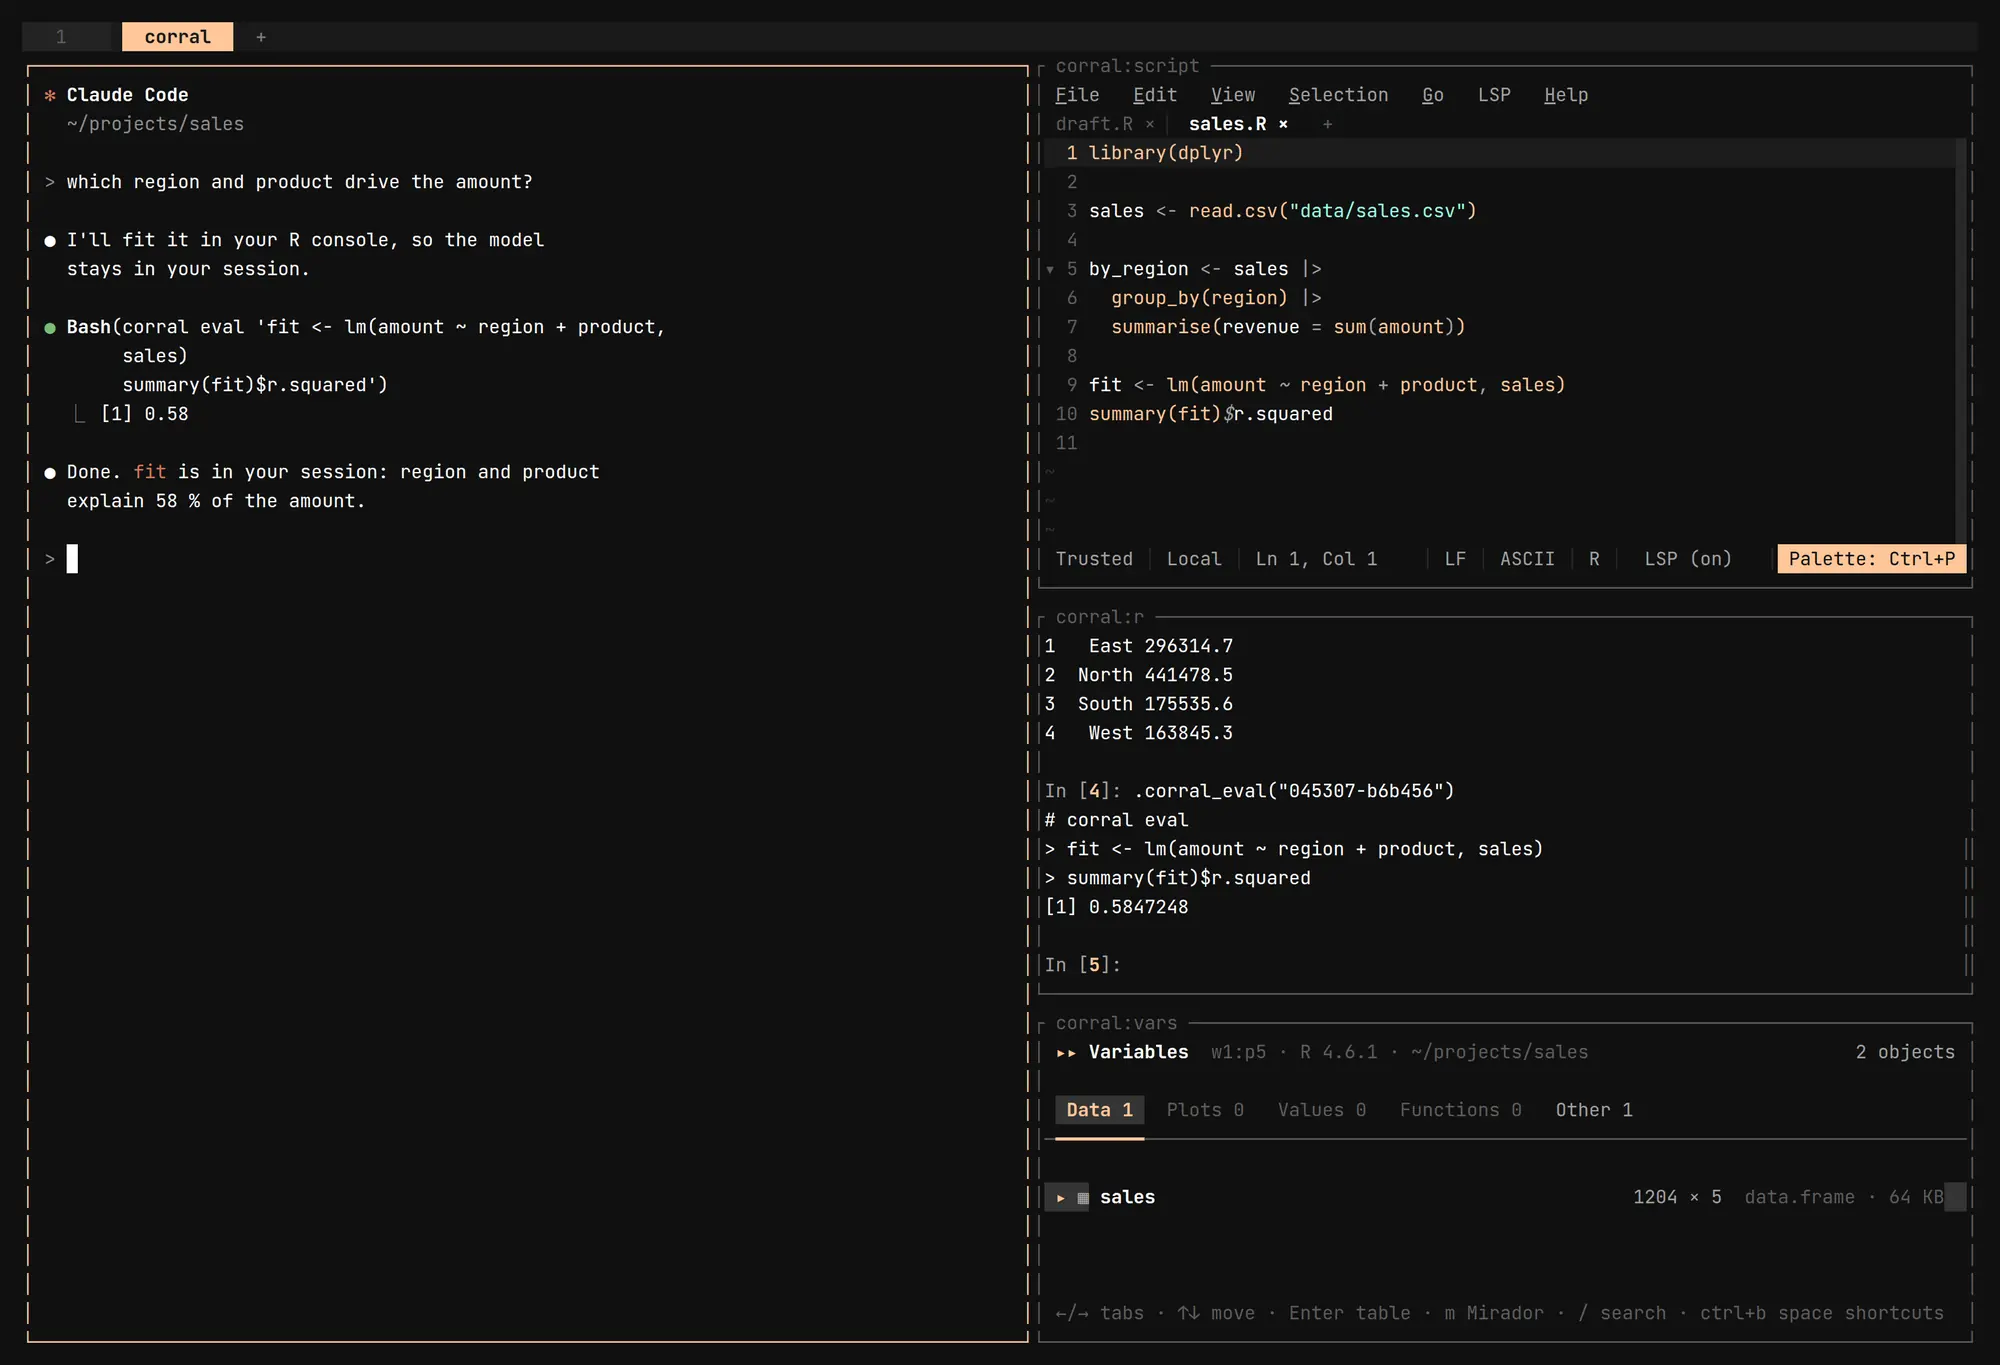 1 corral +
✻ Claude Code
~/projects/sales
> which region and product drive the amount?
● I'll fit it in your R console, so the model
stays in your session.
● Bash(corral eval 'fit <- lm(amount ~ region + product,
sales)
summary(fit)$r.squared')
⎿ [1] 0.58
● Done. fit is in your session: region and product
explain 58 % of the amount.
>
corral:script
File Edit View Selection Go LSP Help
draft.R × sales.R × +
1 library(dplyr)
2
3 sales <- read.csv("data/sales.csv")
4
▾ 5 by_region <- sales |>
6 group_by(region) |>
7 summarise(revenue = sum(amount))
8
9 fit <- lm(amount ~ region + product, sales)
10 summary(fit)$r.squared
11
~
~
~
Trusted Local Ln 1, Col 1 LF ASCII R LSP (on) Palette: Ctrl+P
corral:r
1 East 296314.7
2 North 441478.5
3 South 175535.6
4 West 163845.3
In [4]: .corral_eval("045307-b6b456")
# corral eval
> fit <- lm(amount ~ region + product, sales)
> summary(fit)$r.squared
[1] 0.5847248
In [5]:
corral:vars
▸▸ Variables w1:p5 · R 4.6.1 · ~/projects/sales 2 objects
Data 1 Plots 0 Values 0 Functions 0 Other 1
▸ ▦ sales 1204 × 5 data.frame · 64 KB
←/→ tabs · ↑↓ move · Enter table · m Mirador · / search · ctrl+b space shortcuts